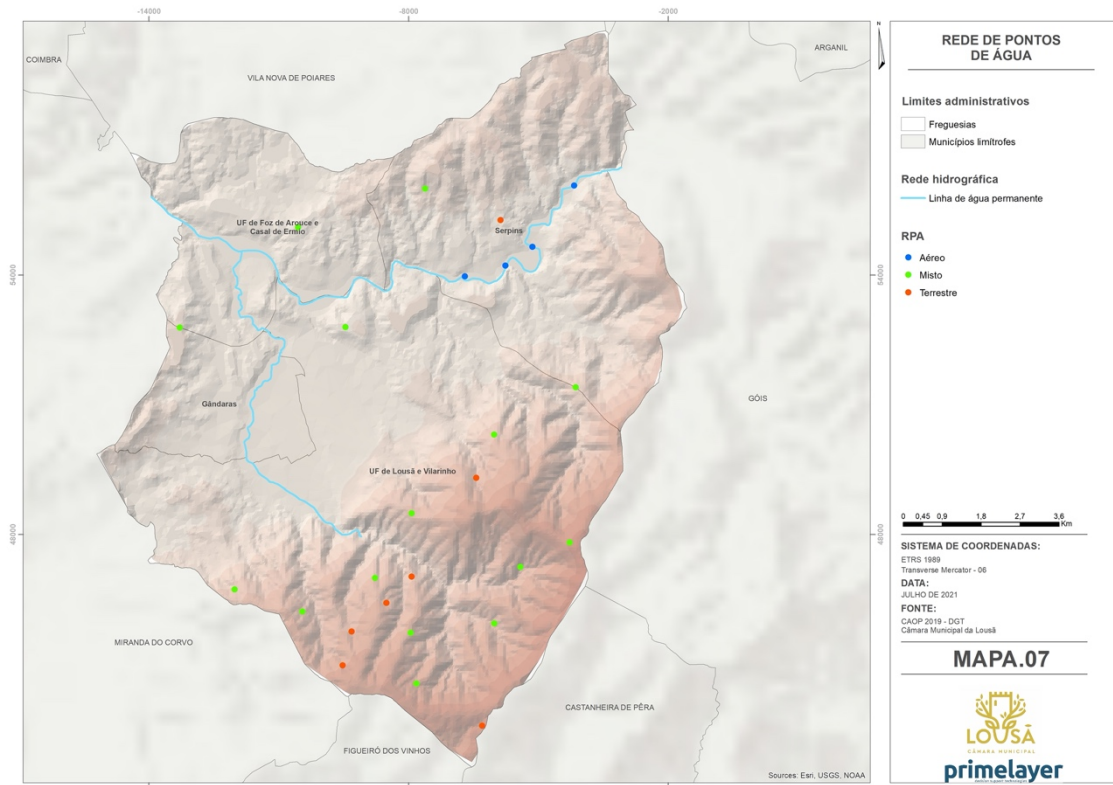 -14000
-8000
-2000
COIMBRA
VILA NOVA DE POIARES
ARGANIL
UF de Foz de Arouce e
Casal de Ermio
Serpins
54000
54000
Gândaras
GÓIS
UF de Lousã e Vilarinho
48000
48000
MIRANDA DO CORVO
CASTANHEIRA DE PÊRA
FIGUEIRÓ DOS VINHOS
Sources: Esri, USGS, NOAA
N
REDE DE PONTOS
DE ÁGUA
Limites administrativos
Freguesias
Municípios limítrofes
Rede hidrográfica
Linha de água permanente
RPA
Aéreo
Misto
Terrestre
0 0,45 0,9 1,8 2,7 3,6
Km
SISTEMA DE COORDENADAS:
ETRS 1989
Transverse Mercator - 06
DATA:
JULHO DE 2021
FONTE:
CAOP 2019 - DGT
Câmara Municipal da Lousã
MAPA.07
LOUSÃ
CÂMARA MUNICIPAL
primelayer